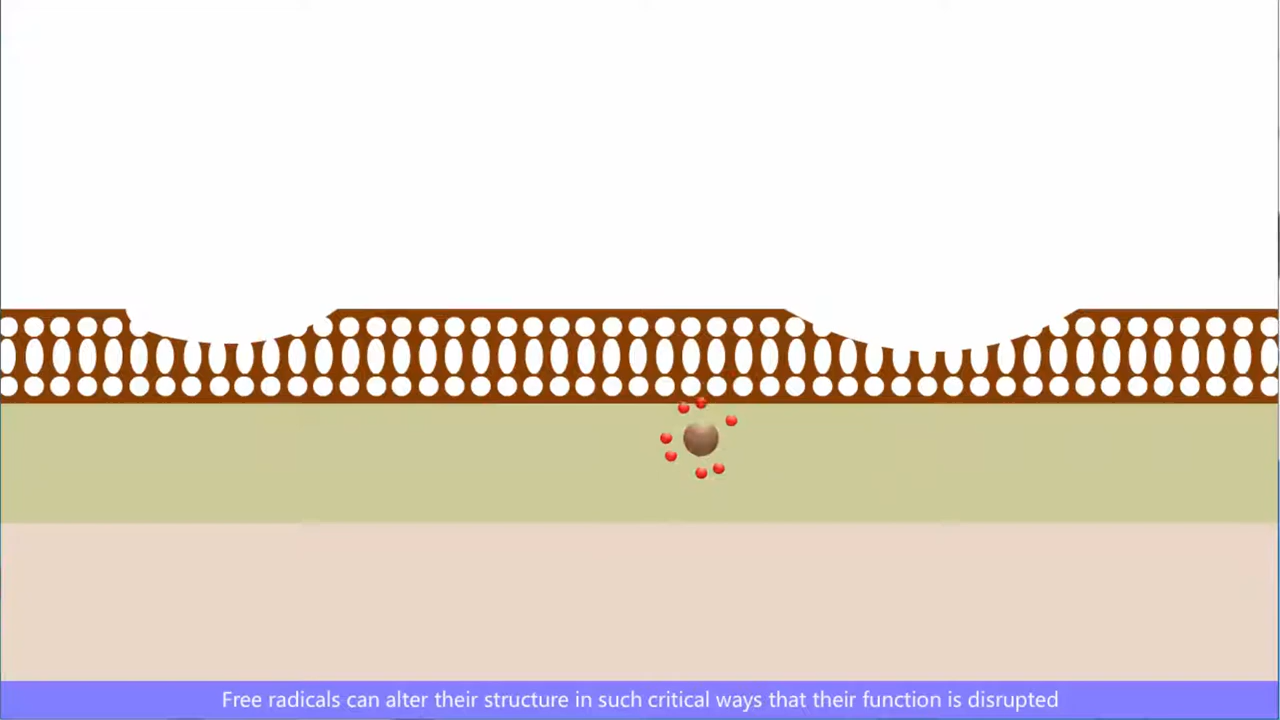 Free radicals can alter their structure in such critical ways that their function is disrupted